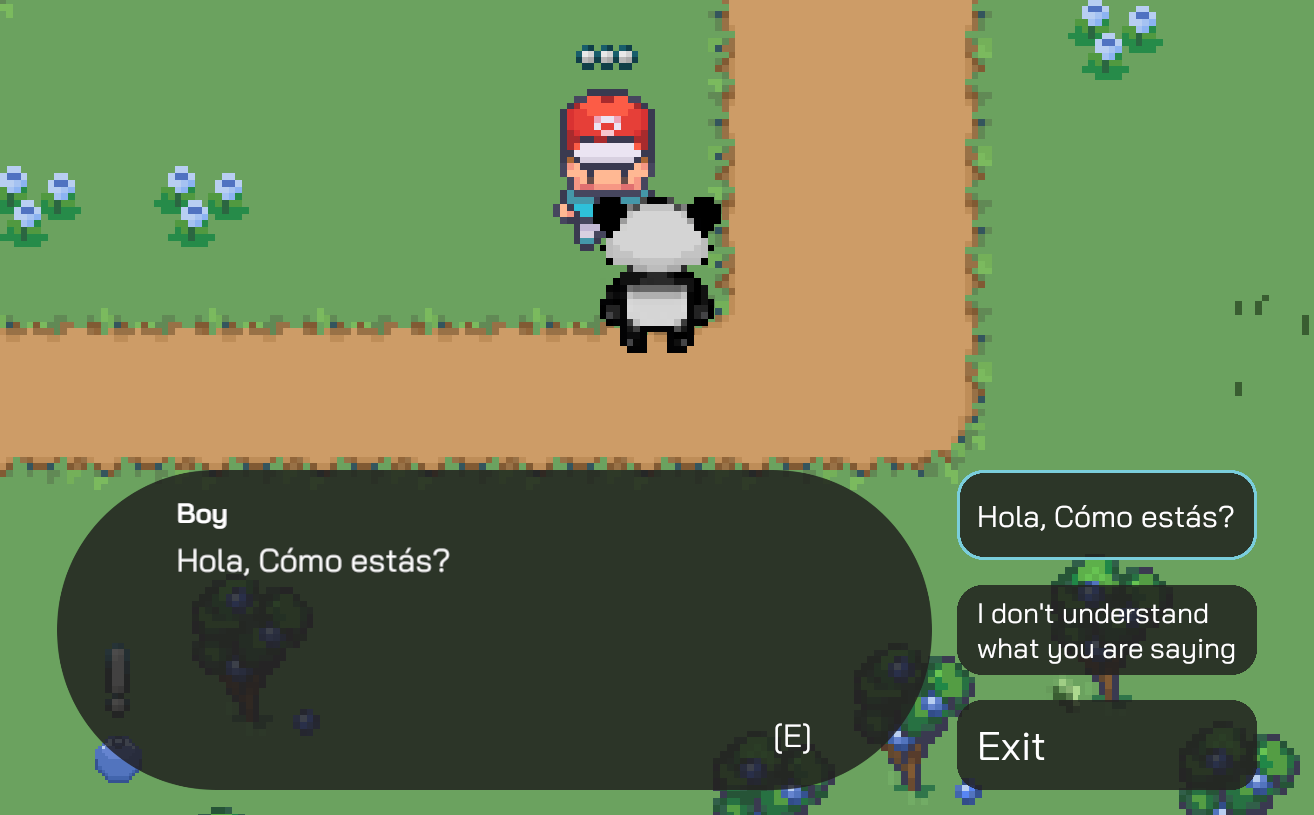 Boy
Hola, Cómo estás?
(E)
Hola, Cómo estás?
I don't understand
what you are saying
Exit